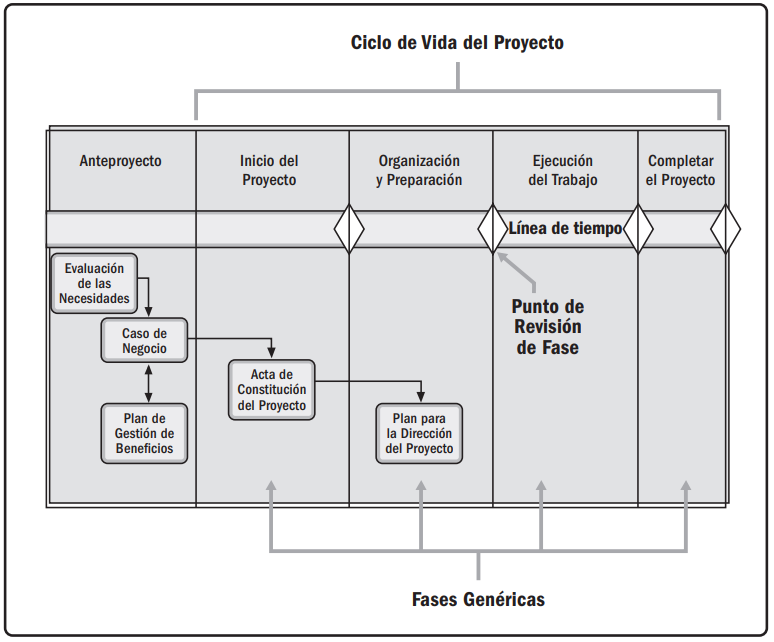 Ciclo de Vida del Proyecto
Anteproyecto
Inicio del
Proyecto
Organización
y Preparación
Ejecución
del Trabajo
Completar
el Proyecto
Línea de tiempo
Evaluación
de las
Necesidades
Caso de
Negocio
Plan de
Gestión de
Beneficios
Acta de
Constitución
del Proyecto
Plan para
la Dirección
del Proyecto
Punto de
Revisión
de Fase
Fases Genéricas